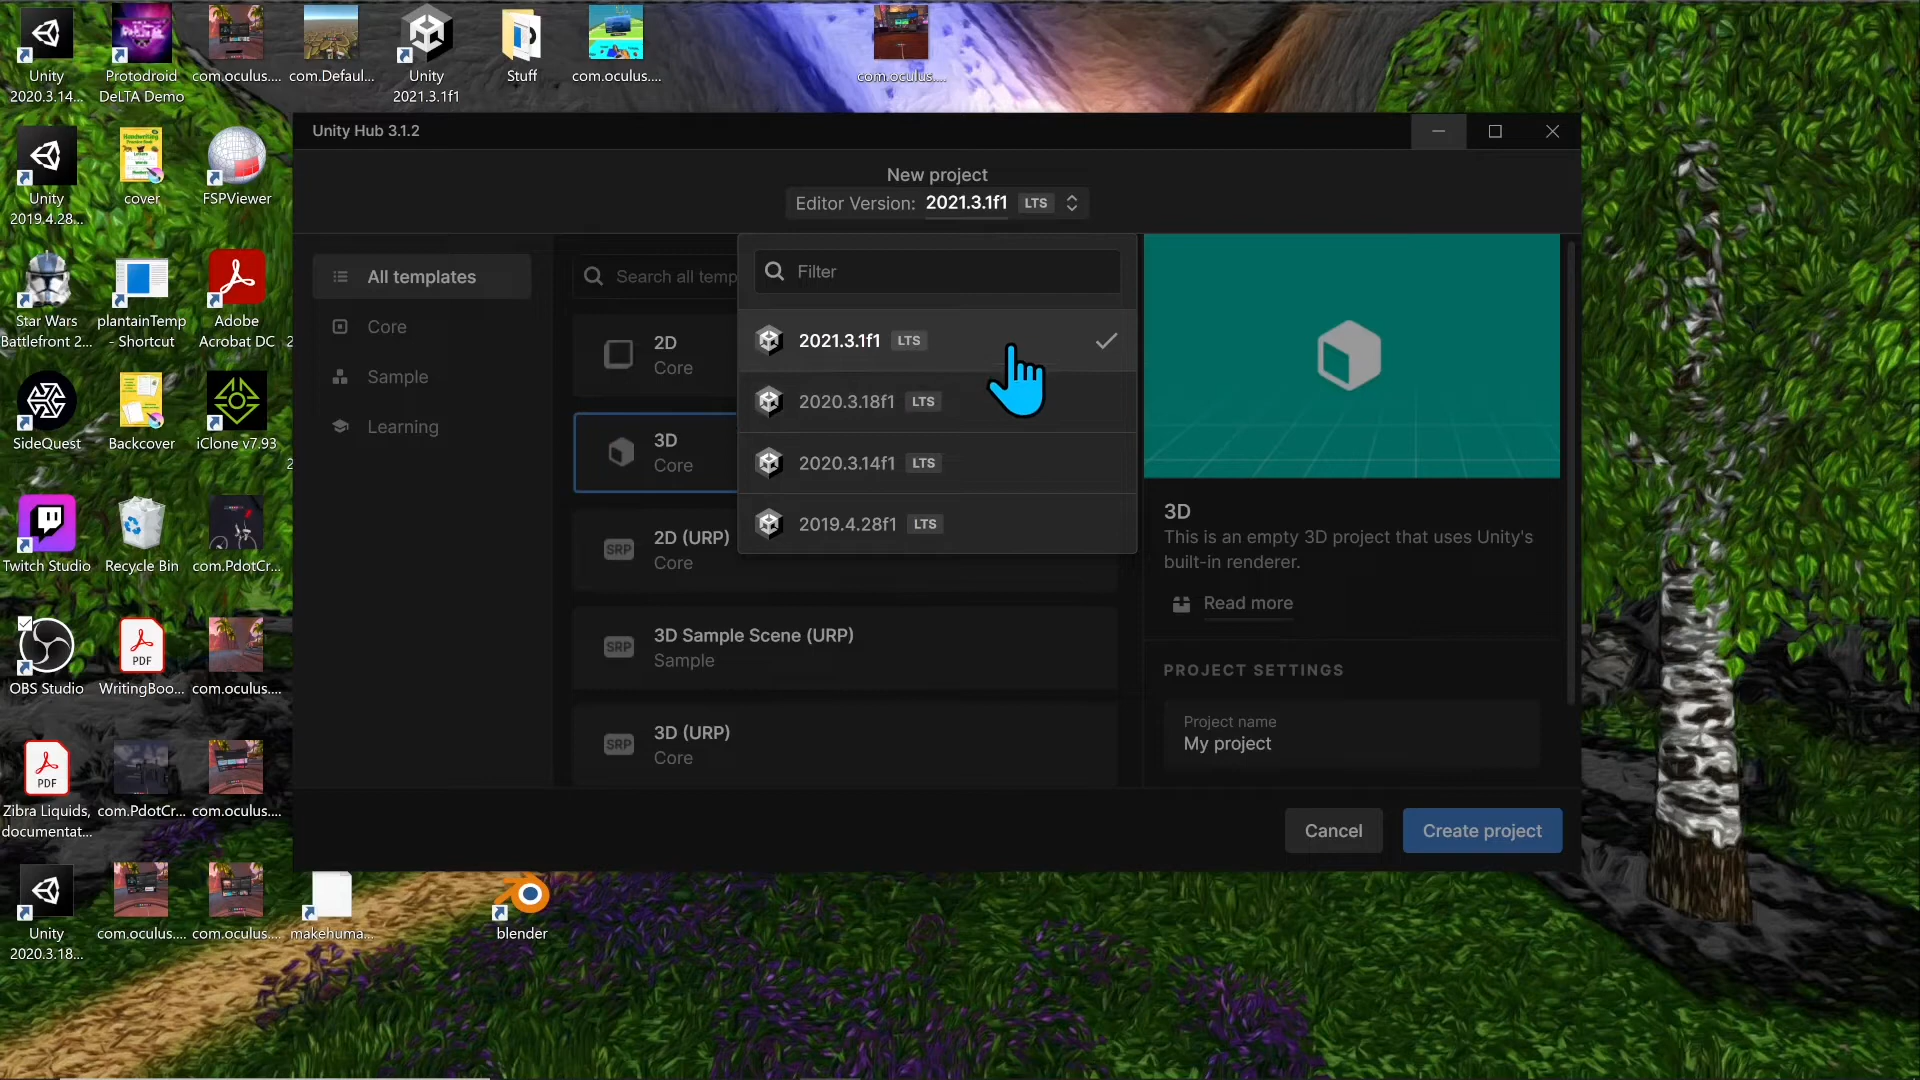 Unity
2020.3.14...
Protodroid
DeLTA Demo
com.oculus....
com.Defaul...
Unity
2021.3.1f1
Stuff
com.oculus....
com.oculus....
Unity
2019.4.28...
Handwriting
cover
FSPViewer
Star Wars
Battlefront 2...
plantainTemp
- Shortcut
Adobe
Acrobat DC
2
SideQuest
Backcover
iClone v7.93
2
Twitch Studio
Recycle Bin
com.PdotCr...
OBS Studio
PDF
WritingBoo...
com.oculus....
PDF
Zibra Liquids,
documentat...
com.PdotCr...
com.oculus....
Unity
2020.3.18...
com.oculus....
com.oculus....
makehuma...
blender
Unity Hub 3.1.2
New project
Editor Version: 2021.3.1f1 LTS
All templates
Core
Sample
Learning
Search all temp
Filter
2021.3.1f1 LTS
2020.3.18f1 LTS
2020.3.14f1 LTS
2019.4.28f1 LTS
2D
Core
3D
Core
SRP
2D (URP)
Core
SRP
3D Sample Scene (URP)
Sample
SRP
3D (URP)
Core
3D
This is an empty 3D project that uses Unity's
built-in renderer.
Read more
PROJECT SETTINGS
Project name
My project
Cancel
Create project